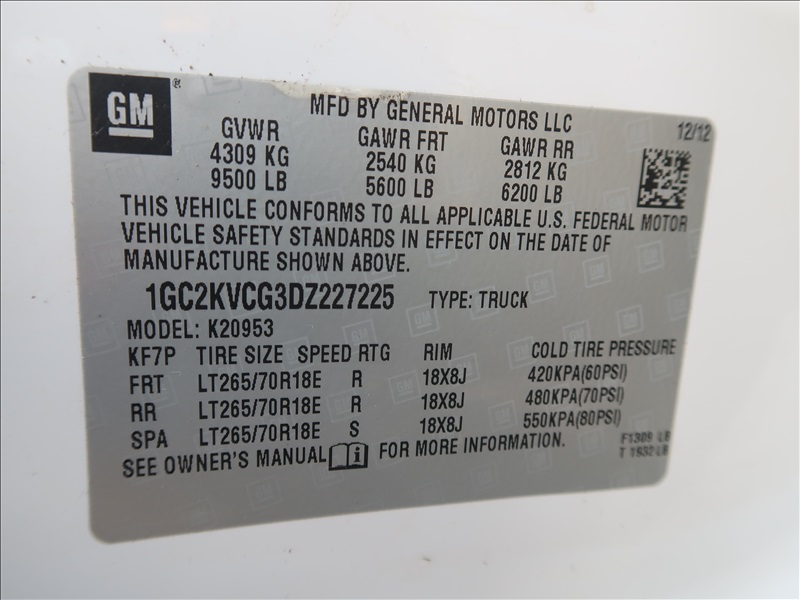 GM ®
MFD BY GENERAL MOTORS LLC
12/12
GVWR GAWR FRT GAWR RR
4309 KG 2540 KG 2812 KG
9500 LB 5600 LB 6200 LB
THIS VEHICLE CONFORMS TO ALL APPLICABLE U.S. FEDERAL MOTOR
VEHICLE SAFETY STANDARDS IN EFFECT ON THE DATE OF
MANUFACTURE SHOWN ABOVE.
1GC2KVCG3DZ227225 TYPE: TRUCK
MODEL: K20953
KF7P TIRE SIZE SPEED RTG RIM COLD TIRE PRESSURE
FRT LT265/70R18E R 18X8J 420KPA(60PSI)
RR LT265/70R18E R 18X8J 480KPA(70PSI)
SPA LT265/70R18E S 18X8J 550KPA(80PSI)
SEE OWNER'S MANUAL i FOR MORE INFORMATION.
F1309 LB
T 1932 LB